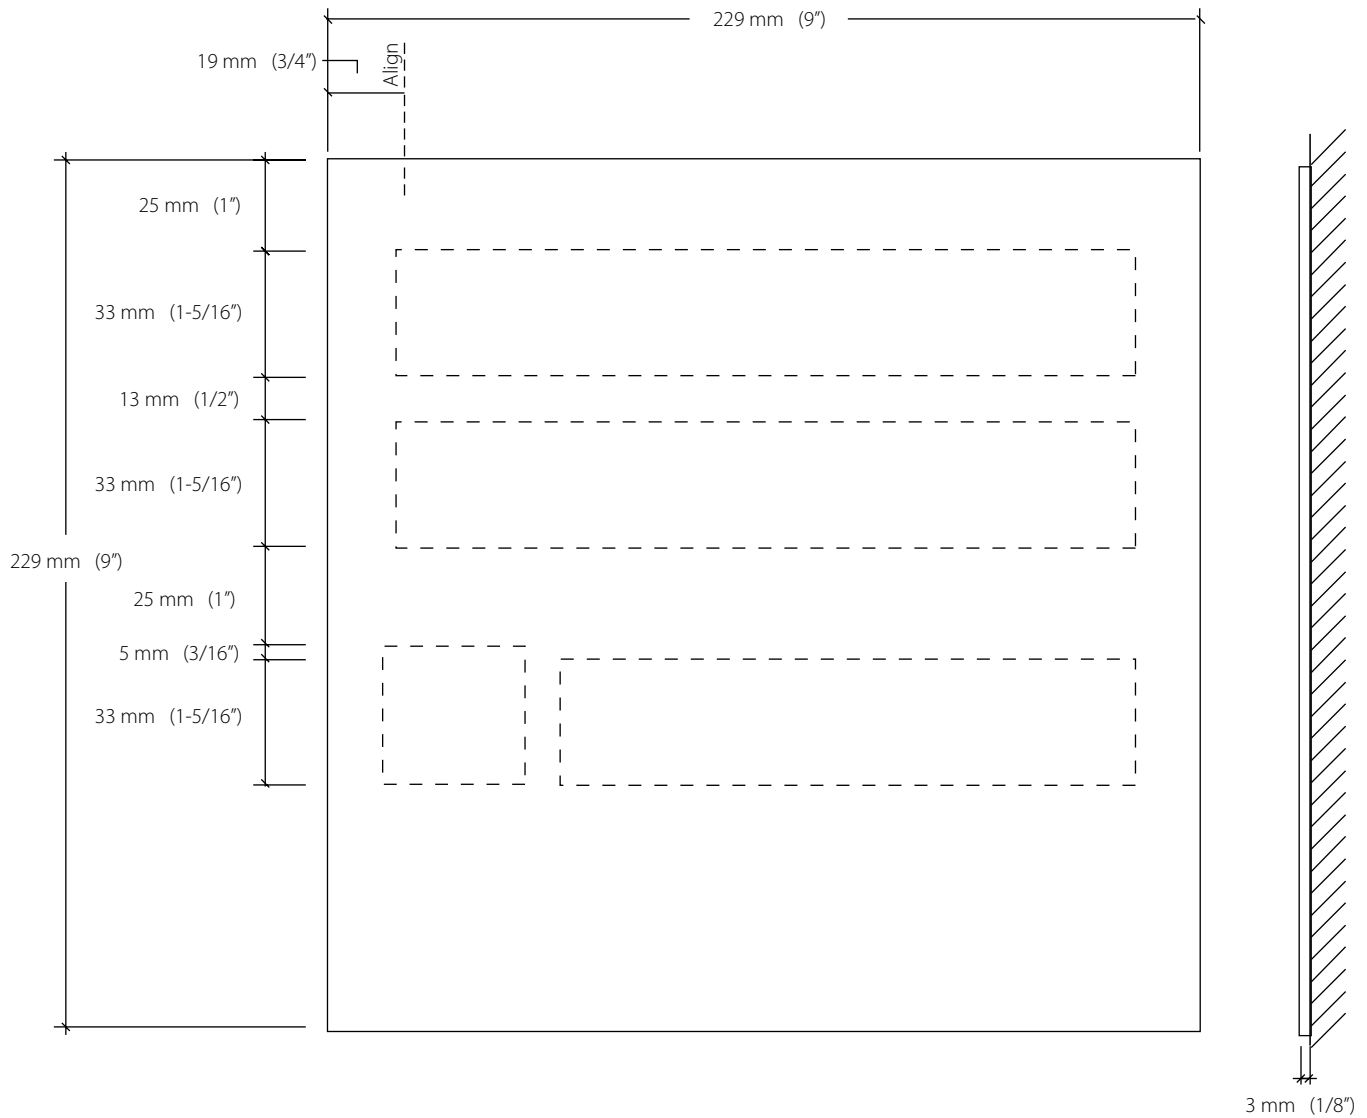 229 mm (9”)
19 mm (3/4”)
Align
25 mm (1”)
33 mm (1-5/16”)
13 mm (1/2”)
33 mm (1-5/16”)
229 mm (9”)
25 mm (1”)
5 mm (3/16”)
33 mm (1-5/16”)
3 mm (1/8”)